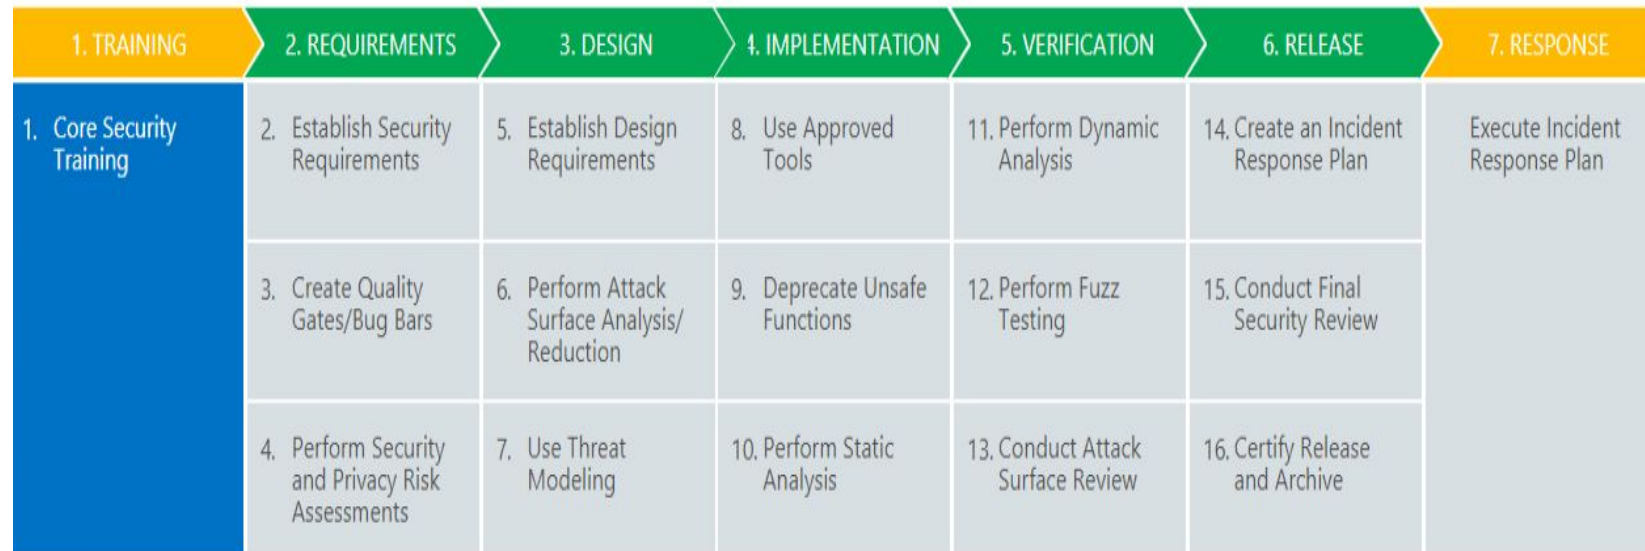 1. TRAINING
2. REQUIREMENTS
3. DESIGN
4. IMPLEMENTATION
5. VERIFICATION
6. RELEASE
7. RESPONSE
1. Core Security
Training
2. Establish Security
Requirements
3. Create Quality
Gates/Bug Bars
4. Perform Security
and Privacy Risk
Assessments
5. Establish Design
Requirements
6. Perform Attack
Surface Analysis/
Reduction
7. Use Threat
Modeling
8. Use Approved
Tools
9. Deprecate Unsafe
Functions
10. Perform Static
Analysis
11. Perform Dynamic
Analysis
12. Perform Fuzz
Testing
13. Conduct Attack
Surface Review
14. Create an Incident
Response Plan
15. Conduct Final
Security Review
16. Certify Release
and Archive
Execute Incident
Response Plan